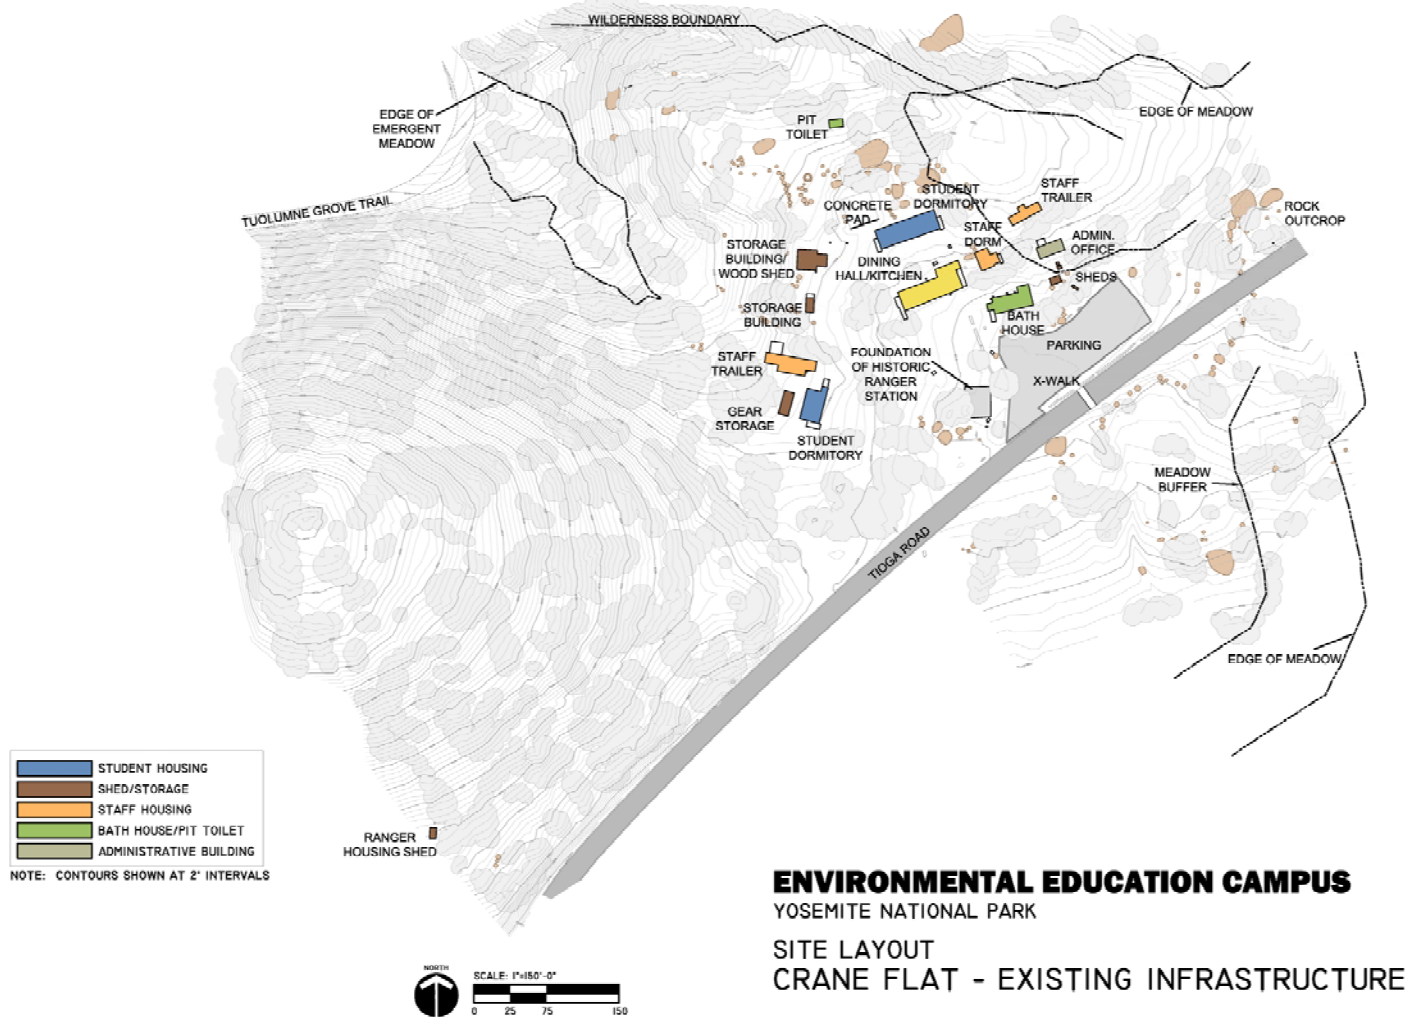 WILDERNESS BOUNDARY
EDGE OF
EMERGENT
MEADOW
PIT
TOILET
EDGE OF MEADOW
TUOLUMNE GROVE TRAIL
STUDENT
DORMITORY
STAFF
TRAILER
CONCRETE
PAD
ROCK
OUTCROP
STAFF
DORM
ADMIN.
OFFICE
STORAGE
BUILDING/
WOOD SHED
DINING
HALL/KITCHEN
SHEDS
STORAGE
BUILDING
BATH
HOUSE
PARKING
STAFF
TRAILER
FOUNDATION
OF HISTORIC
RANGER
STATION
X-WALK
GEAR
STORAGE
STUDENT
DORMITORY
MEADOW
BUFFER
TIOGA ROAD
EDGE OF MEADOW
STUDENT HOUSING
SHED/STORAGE
STAFF HOUSING
BATH HOUSE/PIT TOILET
ADMINISTRATIVE BUILDING
NOTE: CONTOURS SHOWN AT 2' INTERVALS
RANGER
HOUSING SHED
ENVIRONMENTAL EDUCATION CAMPUS
YOSEMITE NATIONAL PARK
SITE LAYOUT
CRANE FLAT - EXISTING INFRASTRUCTURE
NORTH
SCALE: 1"=150'-0"
0 25 75 150